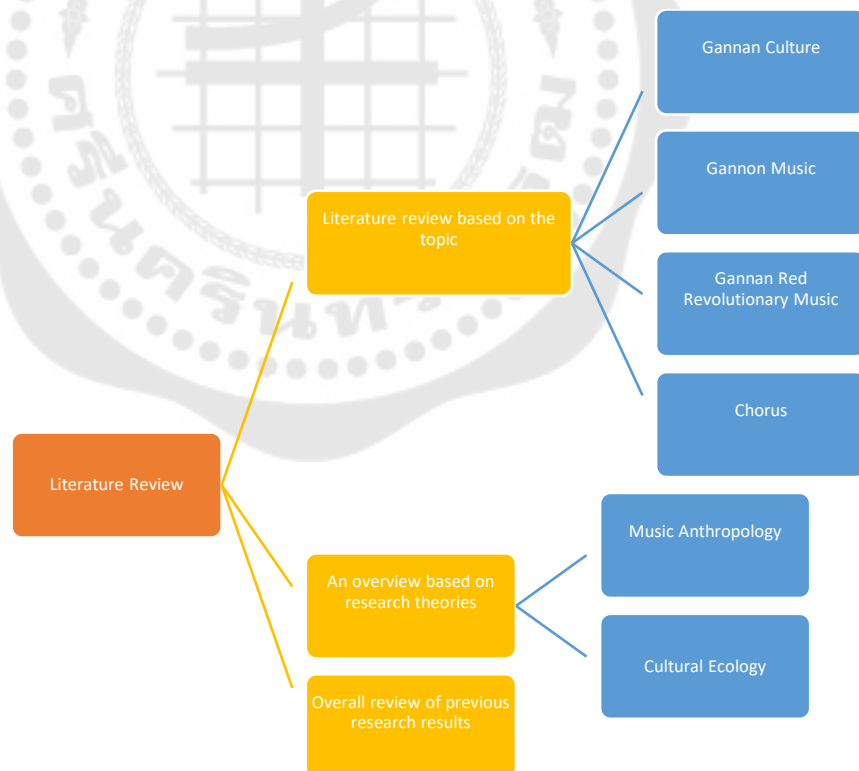 Gannan Culture
Gannon Music
Literature review based on the
topic
Gannan Red
Revolutionary Music
Chorus
Literature Review
Music Anthropology
An overview based on
research theories
Cultural Ecology
Overall review of previous
research results